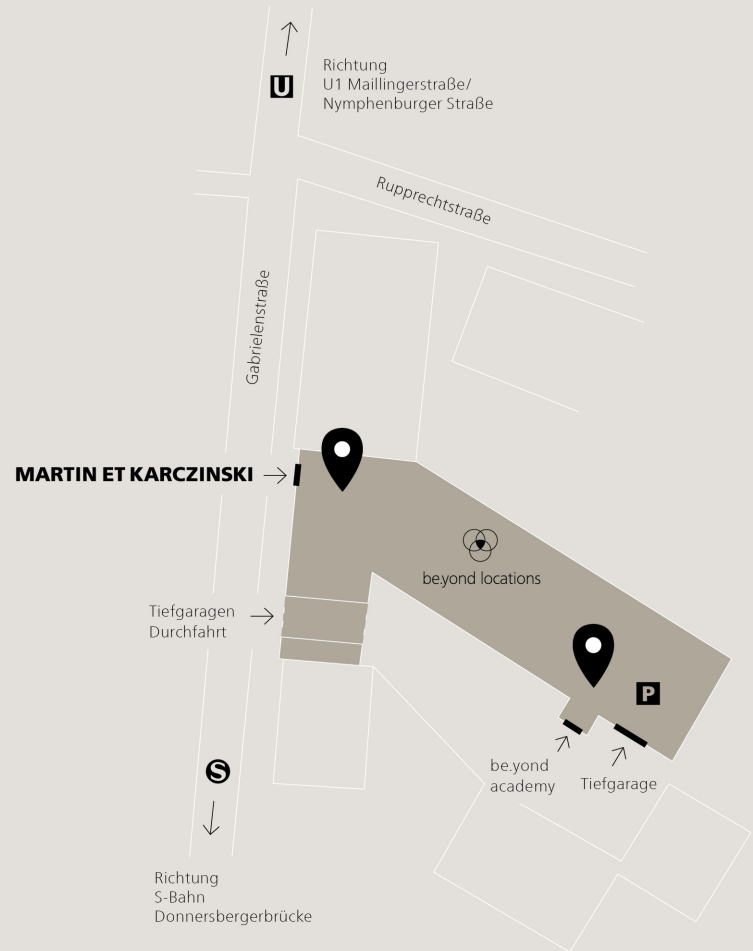 U
Richtung
U1 Maillingerstraße/
Nymphenburger Straße
Rupprechtstraße
Gabrielenstraße
MARTIN ET KARCZINSKI
be.yond locations
Tiefgaragen
Durchfahrt
P
be.yond
academy
Tiefgarage
S
Richtung
S-Bahn
Donnersbergerbrücke